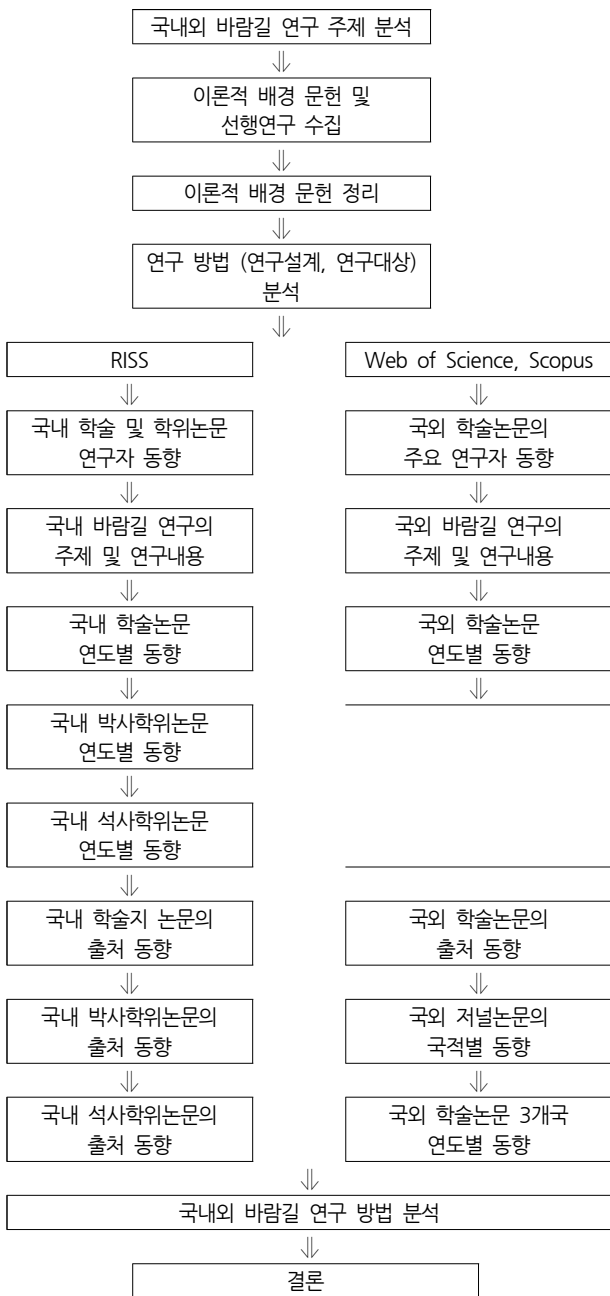 국내외 바람길 연구 주제 분석
이론적 배경 문헌 및
선행연구 수집
이론적 배경 문헌 정리
연구 방법 (연구설계, 연구대상)
분석
RISS
국내 학술 및 학위논문
연구자 동향
국내 바람길 연구의
주제 및 연구내용
국내 학술논문
연도별 동향
국내 박사학위논문
연도별 동향
국내 석사학위논문
연도별 동향
국내 학술지 논문의
출처 동향
국내 박사학위논문의
출처 동향
국내 석사학위논문의
출처 동향
Web of Science, Scopus
국외 학술논문의
주요 연구자 동향
국외 바람길 연구의
주제 및 연구내용
국외 학술논문
연도별 동향
국외 학술논문의
출처 동향
국외 저널논문의
국적별 동향
국외 학술논문 3개국
연도별 동향
국내외 바람길 연구 방법 분석
결론